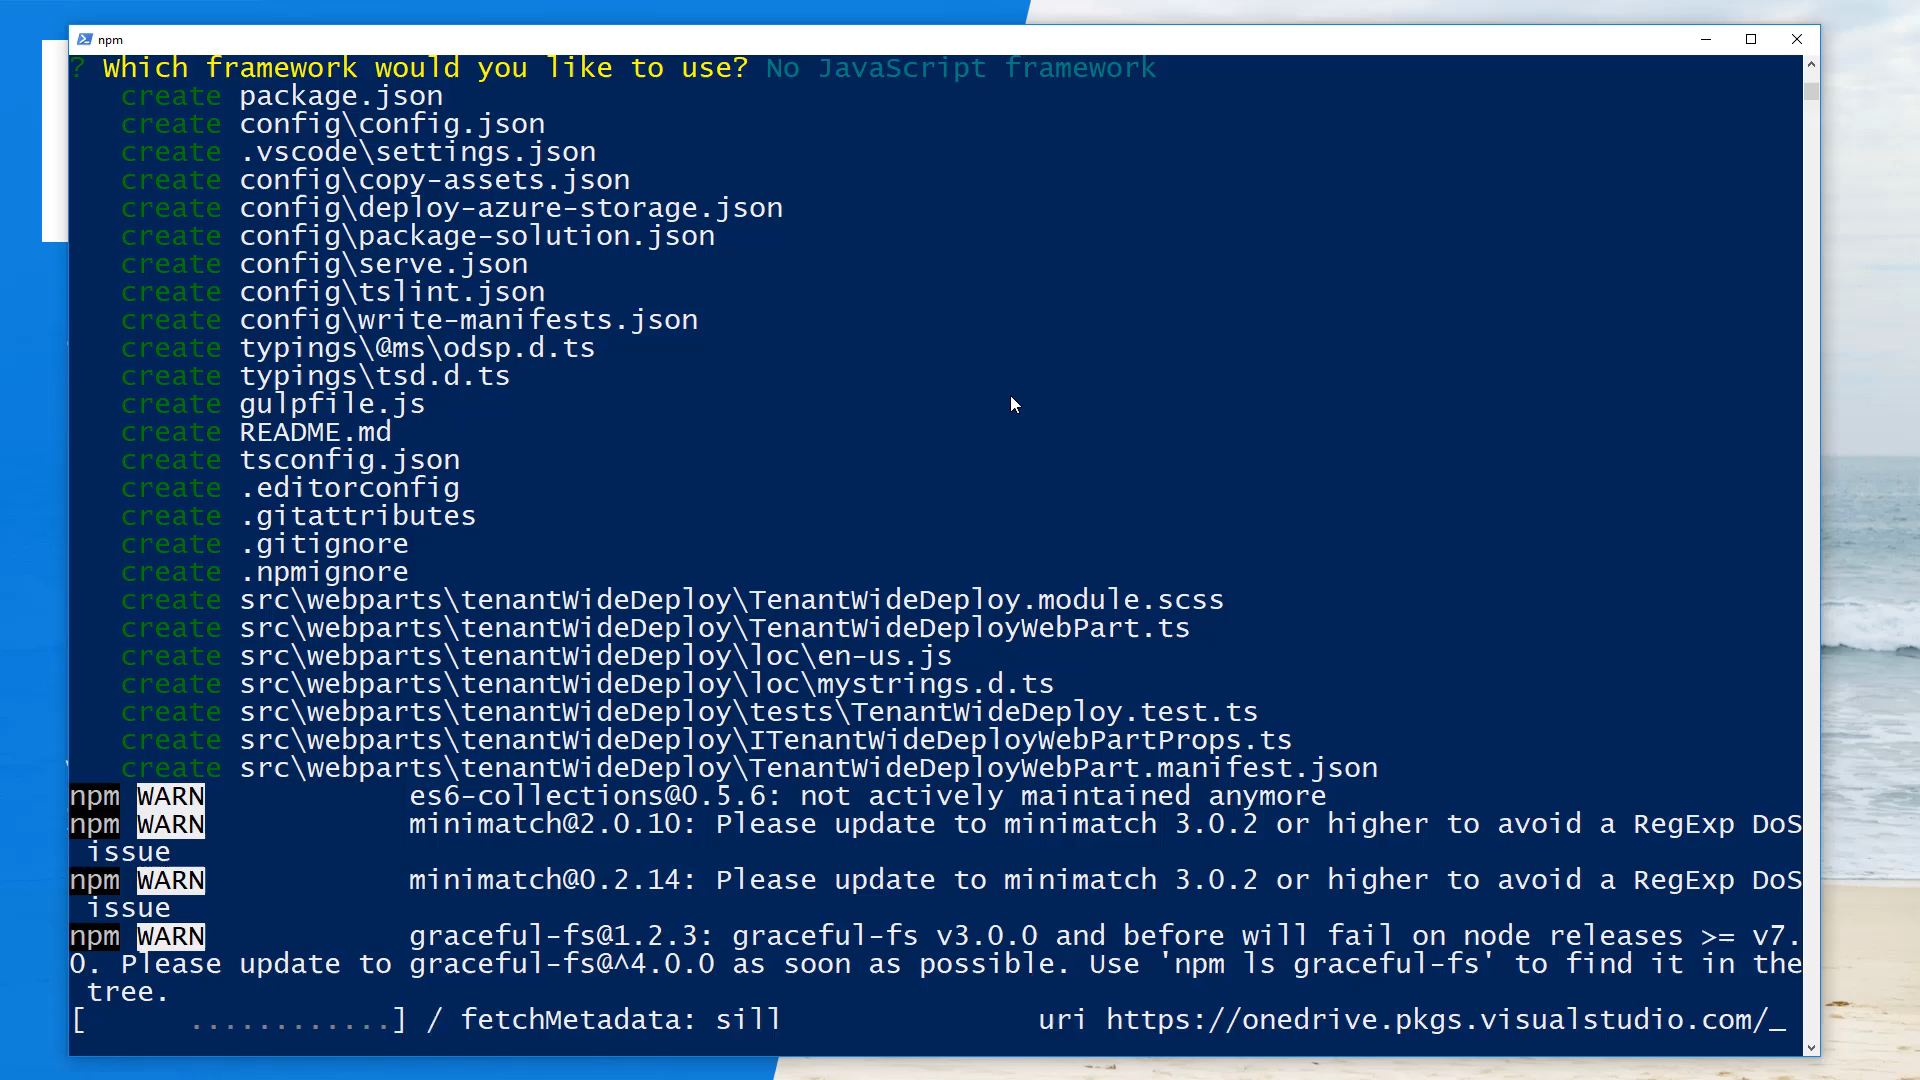 npm
? Which framework would you like to use? No JavaScript framework
create package.json
create config\config.json
create .vscode\settings.json
create config\copy-assets.json
create config\deploy-azure-storage.json
create config\package-solution.json
create config\serve.json
create config\tslint.json
create config\write-manifests.json
create typings\@ms\odsp.d.ts
create typings\tsd.d.ts
create gulpfile.js
create README.md
create tsconfig.json
create .editorconfig
create .gitattributes
create .gitignore
create .npmignore
create src\webparts\tenantWideDeploy\TenantWideDeploy.module.scss
create src\webparts\tenantWideDeploy\TenantWideDeployWebPart.ts
create src\webparts\tenantWideDeploy\loc\en-us.js
create src\webparts\tenantWideDeploy\loc\mystrings.d.ts
create src\webparts\tenantWideDeploy\tests\TenantWideDeploy.test.ts
create src\webparts\tenantWideDeploy\ITenantWideDeployWebPartProps.ts
create src\webparts\tenantWideDeploy\TenantWideDeployWebPart.manifest.json
npm WARN es6-collections@0.5.6: not actively maintained anymore
npm WARN minimatch@2.0.10: Please update to minimatch 3.0.2 or higher to avoid a RegExp DoS
issue
npm WARN minimatch@0.2.14: Please update to minimatch 3.0.2 or higher to avoid a RegExp DoS
issue
npm WARN graceful-fs@1.2.3: graceful-fs v3.0.0 and before will fail on node releases >= v7.
0. Please update to graceful-fs@^4.0.0 as soon as possible. Use 'npm ls graceful-fs' to find it in the
tree.
[ ............] / fetchMetadata: sill uri https://onedrive.pkgs.visualstudio.com/_